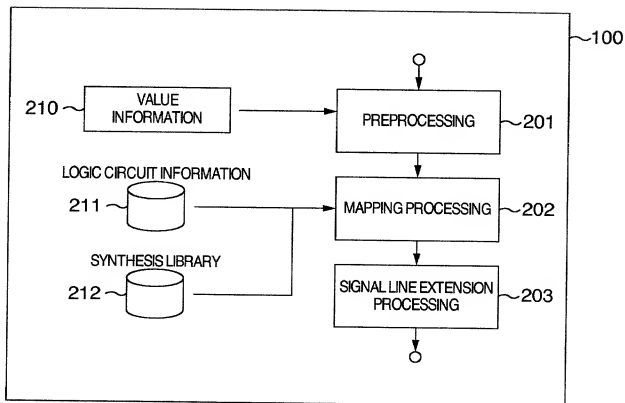 100
210
VALUE
INFORMATION
PREPROCESSING
201
LOGIC CIRCUIT INFORMATION
211
MAPPING PROCESSING
202
SYNTHESIS LIBRARY
212
SIGNAL LINE EXTENSION
PROCESSING
203